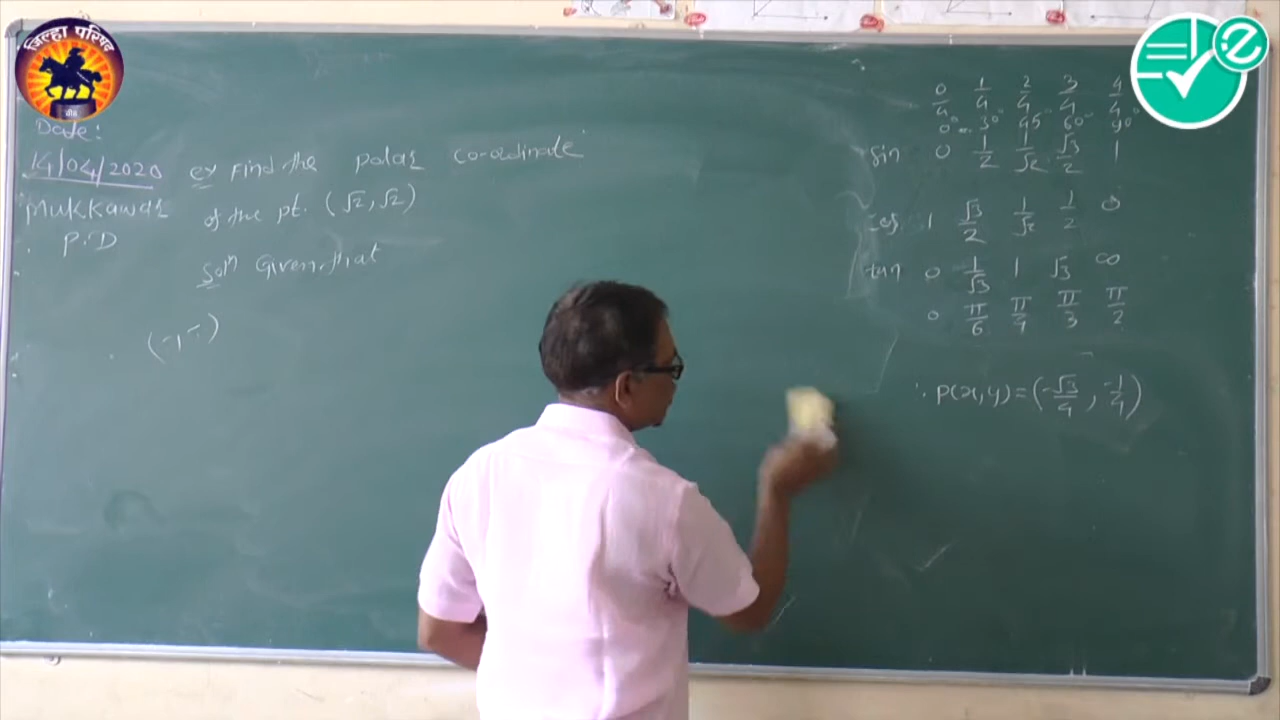 जिल्हा परिषद
बीड
e
Date:
14/04/2020
Mukkawar
P.D
ex Find the polar co-ordinate
of the pt. (√2, √2)
Solⁿ Given that
(-1⁻)
0/4 1/4 2/4 3/4 4/4
0° 30° 45° 60° 90°
sin 0 1/2 1/√2 √3/2 1
cos 1 √3/2 1/√2 1/2 0
tan 0 1/√3 1 √3 ∞
0 π/6 π/4 π/3 π/2
∴ P(x,y) = (-√3/4, -1/4)